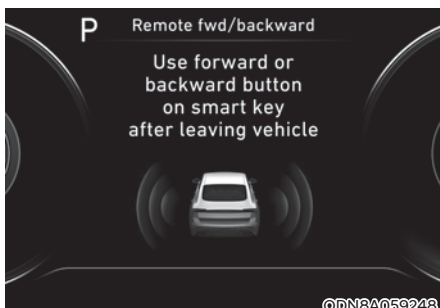 P
Remote fwd/backward
Use forward or
backward button
on smart key
after leaving vehicle
ODN8A059248